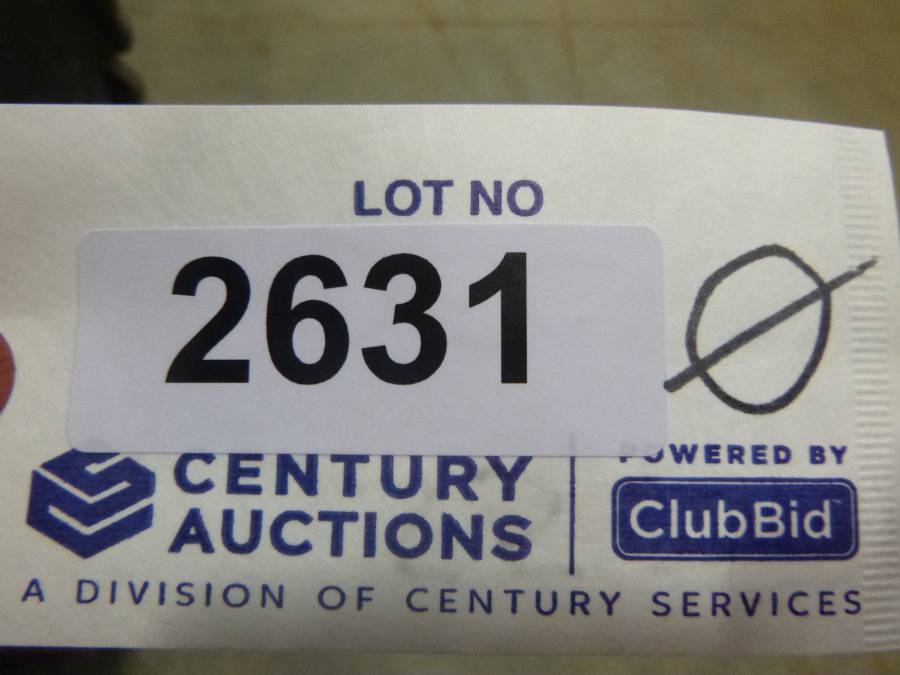 LOT NO
2631
Ø
CENTURY
AUCTIONS
POWERED BY
ClubBid
A DIVISION OF CENTURY SERVICES